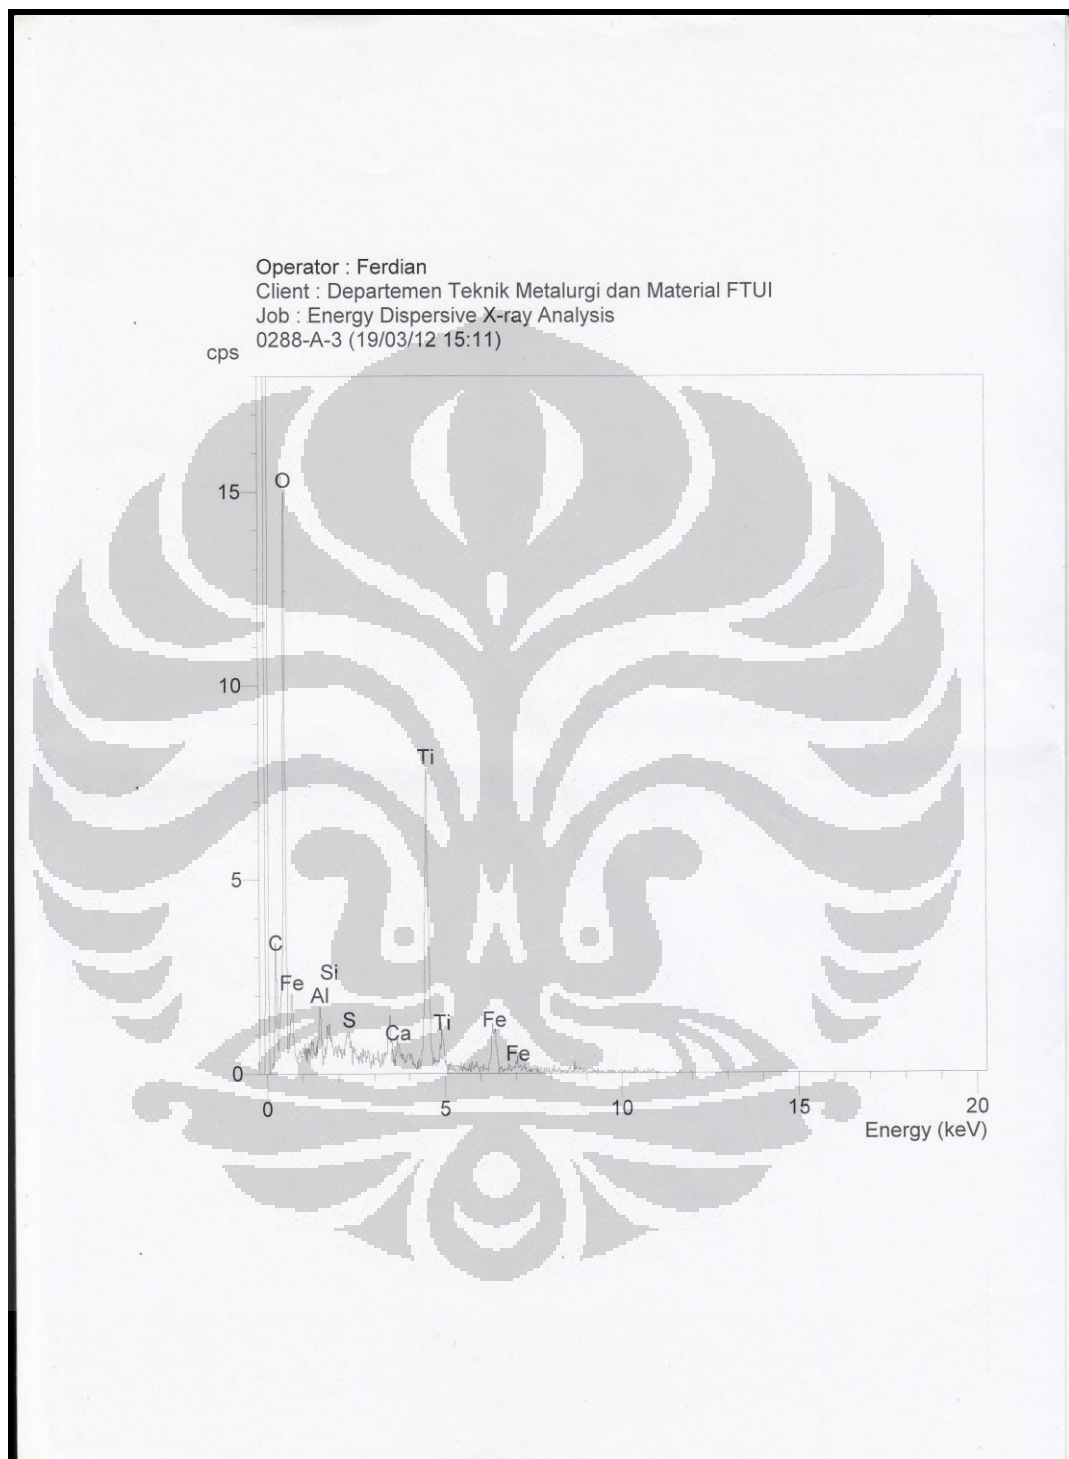 Operator : Ferdian
Client : Departemen Teknik Metalurgi dan Material FTUI
Job : Energy Dispersive X-ray Analysis
0288-A-3 (19/03/12 15:11)
cps
O
15
10
Ti
5
C
Si
Fe
Al
S
Ca
Ti
Fe
Fe
0
0 5 10 15 20
Energy (keV)